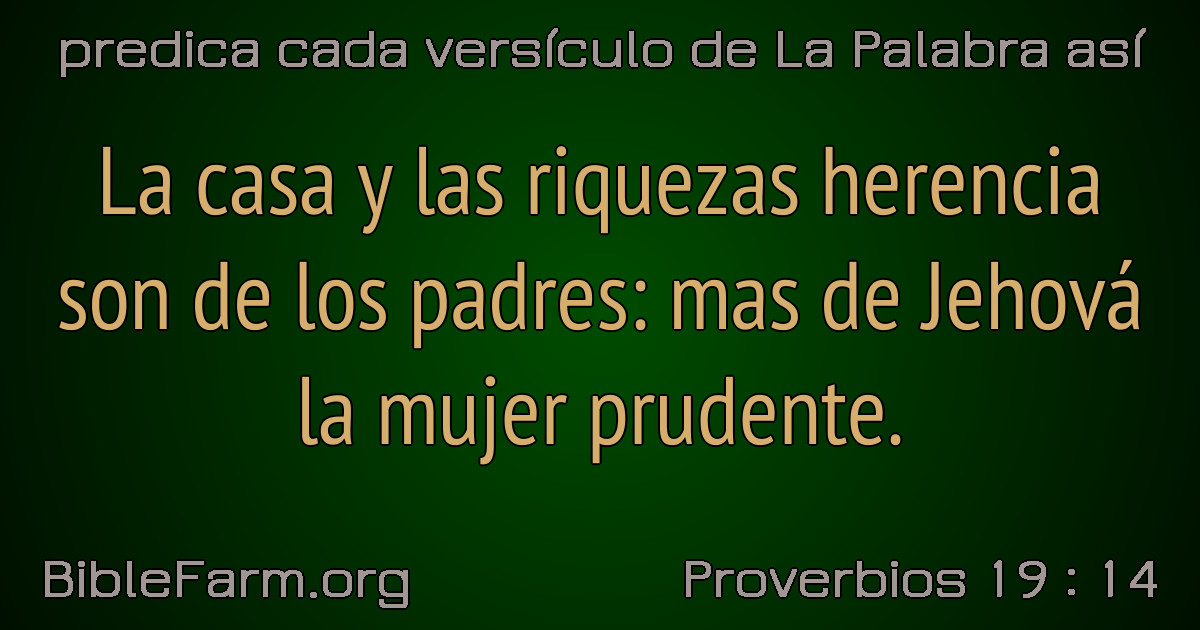 predica cada versículo de La Palabra así
La casa y las riquezas herencia
son de los padres: mas de Jehová
la mujer prudente.
BibleFarm.org
Proverbios 19 : 14